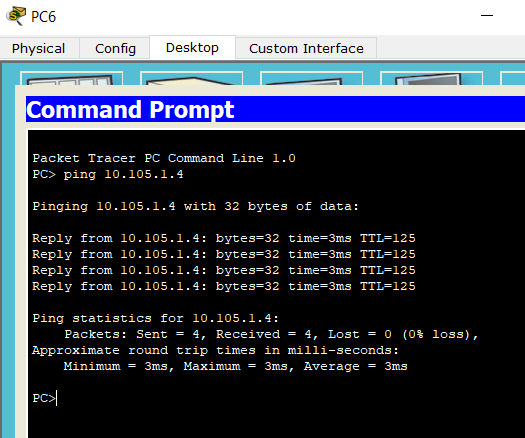 PC6
Physical Config Desktop Custom Interface
Command Prompt
Packet Tracer PC Command Line 1.0
PC> ping 10.105.1.4
Pinging 10.105.1.4 with 32 bytes of data:
Reply from 10.105.1.4: bytes=32 time=3ms TTL=125
Reply from 10.105.1.4: bytes=32 time=3ms TTL=125
Reply from 10.105.1.4: bytes=32 time=3ms TTL=125
Reply from 10.105.1.4: bytes=32 time=3ms TTL=125
Ping statistics for 10.105.1.4:
Packets: Sent = 4, Received = 4, Lost = 0 (0% loss),
Approximate round trip times in milli-seconds:
Minimum = 3ms, Maximum = 3ms, Average = 3ms
PC>